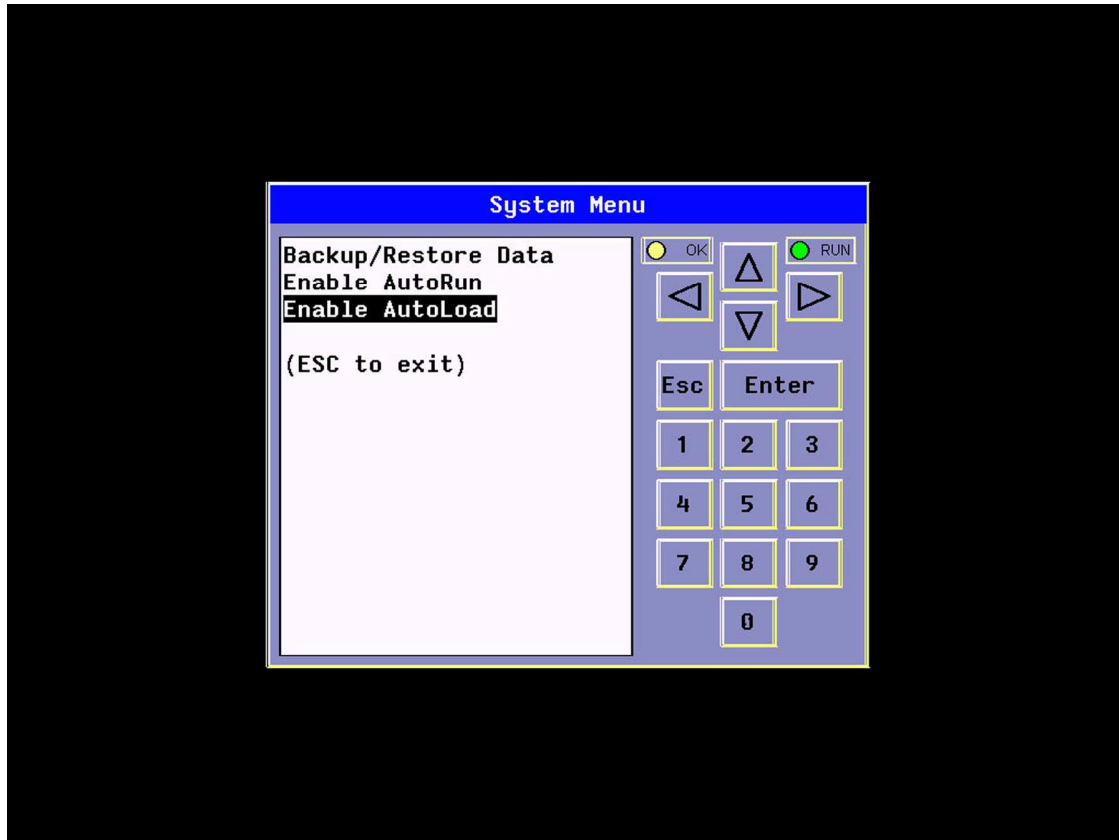 System Menu
Backup/Restore Data
Enable AutoRun
Enable AutoLoad
(ESC to exit)
OK
RUN
Esc
Enter
1
2
3
4
5
6
7
8
9
0